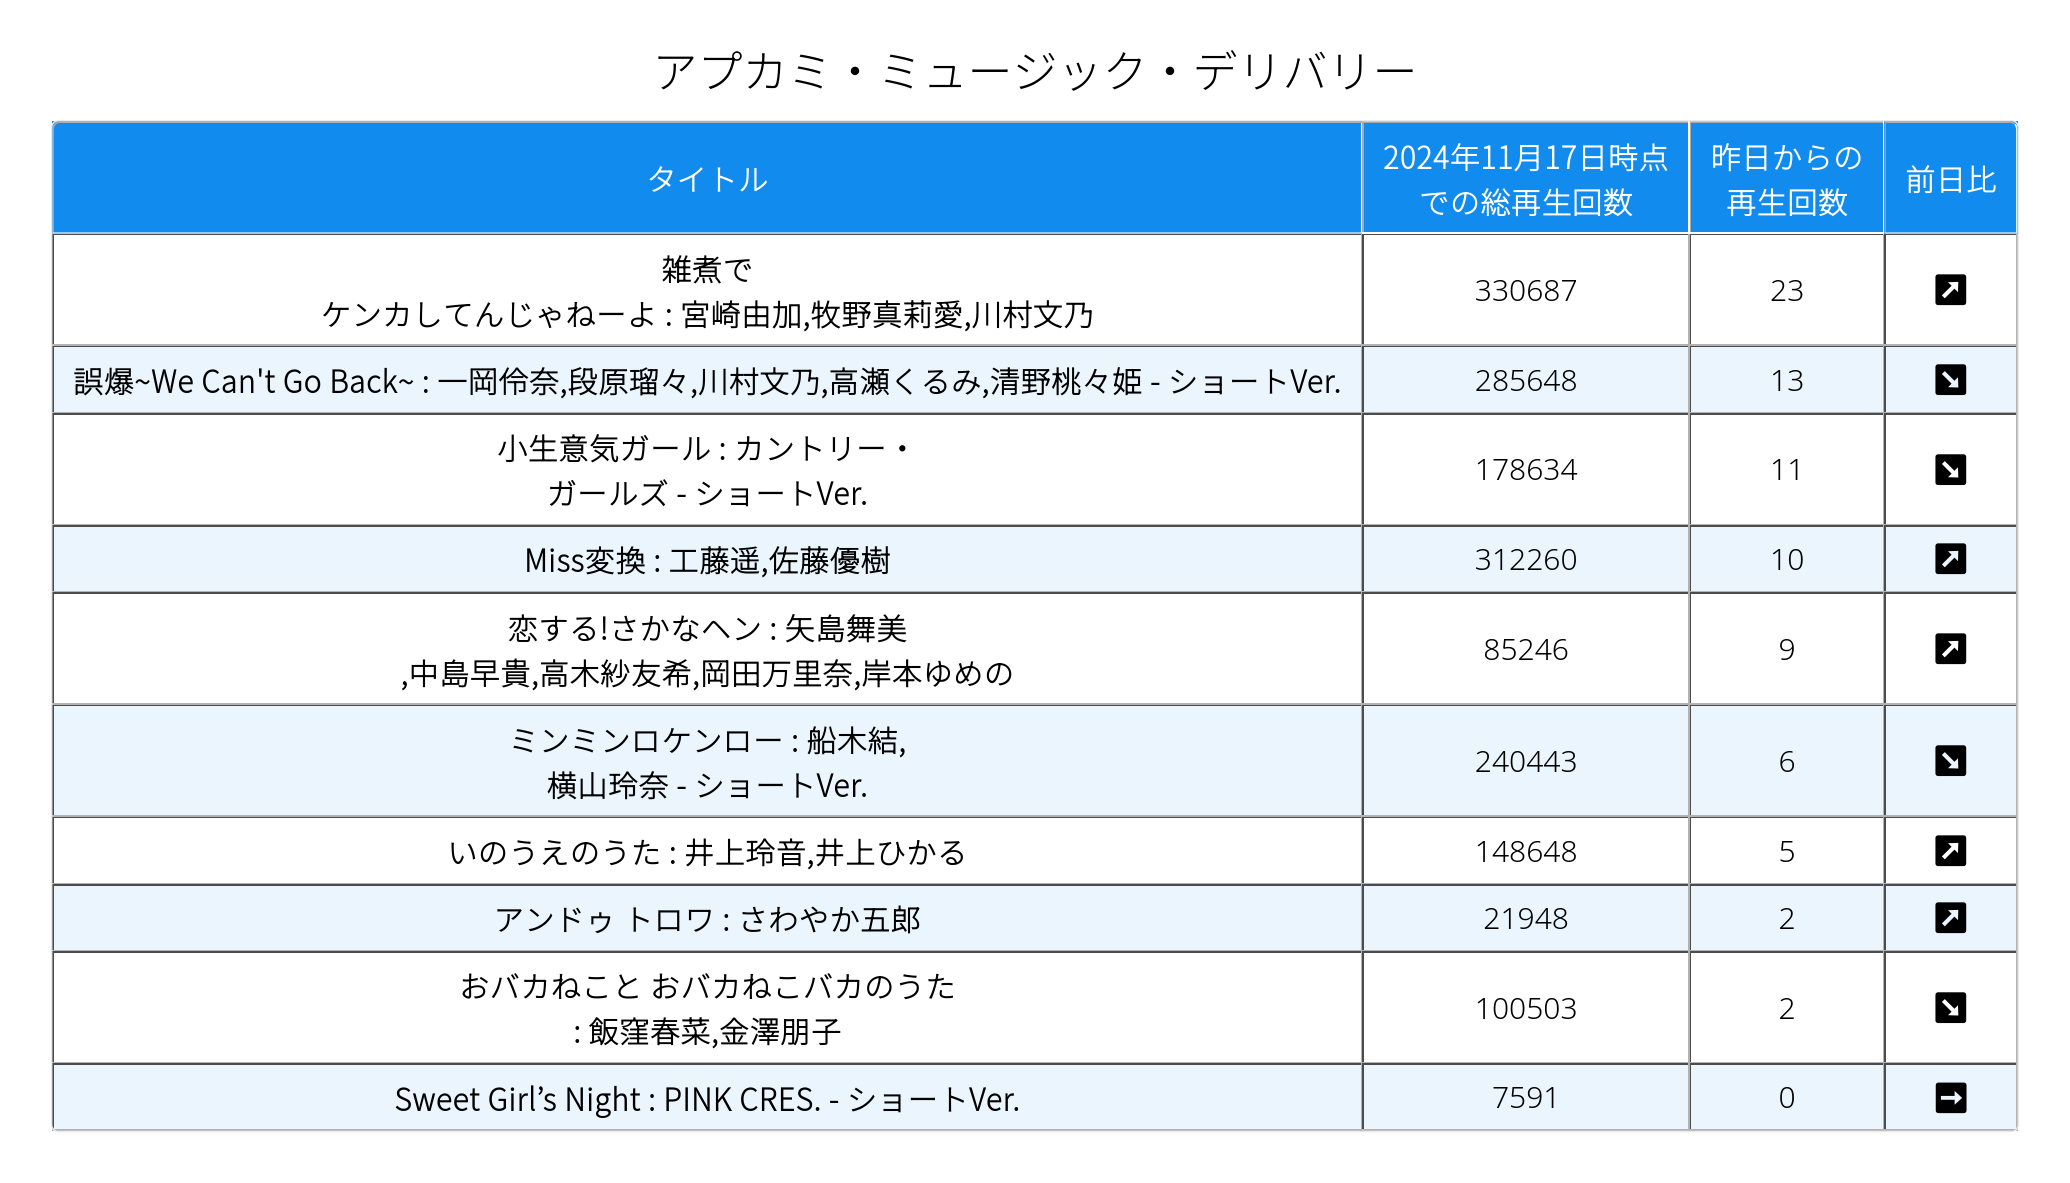 アプカミ・ミュージック・デリバリー
タイトル
2024年11月17日時点
での総再生回数
昨日からの
再生回数
前日比
雑煮で
ケンカしてんじゃねーよ : 宮崎由加,牧野真莉愛,川村文乃
330687
23
誤爆~We Can't Go Back~ : 一岡伶奈,段原瑠々,川村文乃,高瀬くるみ,清野桃々姫 - ショートVer.
285648
13
小生意気ガール : カントリー・
ガールズ - ショートVer.
178634
11
Miss変換 : 工藤遥,佐藤優樹
312260
10
恋する!さかなヘン : 矢島舞美
,中島早貴,高木紗友希,岡田万里奈,岸本ゆめの
85246
9
ミンミンロケンロー : 船木結,
横山玲奈 - ショートVer.
240443
6
いのうえのうた : 井上玲音,井上ひかる
148648
5
アンドゥ トロワ : さわやか五郎
21948
2
おバカねこと おバカねこバカのうた
: 飯窪春菜,金澤朋子
100503
2
Sweet Girl’s Night : PINK CRES. - ショートVer.
7591
0